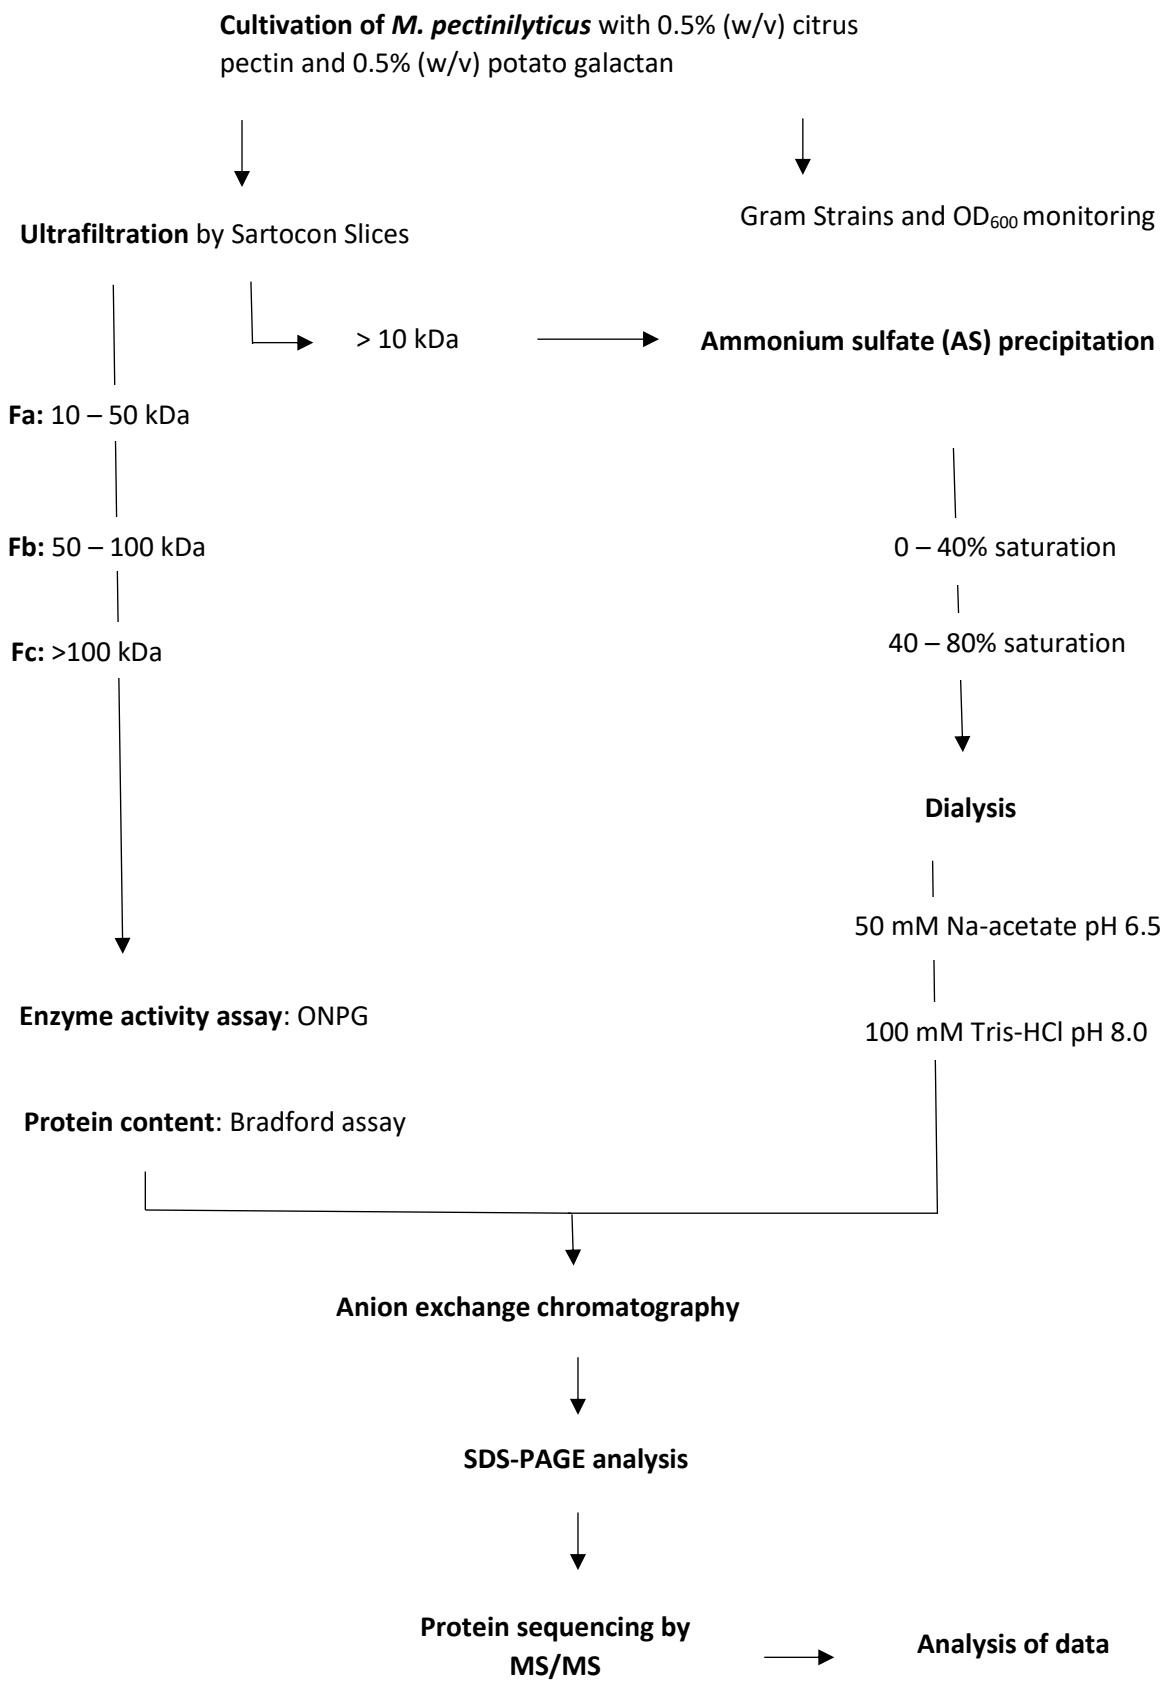 Cultivation of M. pectinilyticus with 0.5% (w/v) citrus
pectin and 0.5% (w/v) potato galactan
Gram Strains and OD600 monitoring
Ultrafiltration by Sartocon Slices
> 10 kDa
Ammonium sulfate (AS) precipitation
Fa: 10 – 50 kDa
Fb: 50 – 100 kDa
Fc: >100 kDa
0 – 40% saturation
40 – 80% saturation
Dialysis
50 mM Na-acetate pH 6.5
100 mM Tris-HCl pH 8.0
Enzyme activity assay: ONPG
Protein content: Bradford assay
Anion exchange chromatography
SDS-PAGE analysis
Protein sequencing by
MS/MS
Analysis of data